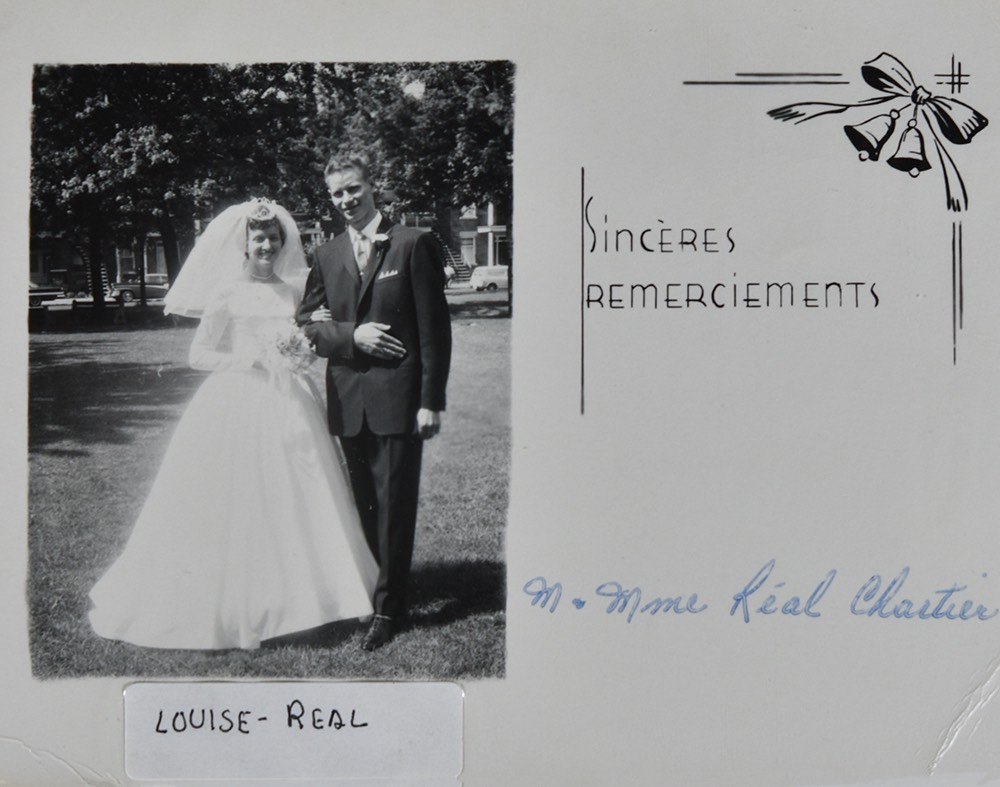 SINCÈRES
REMERCIEMENTS
M. Mme Réal Chartier
LOUISE - REAL